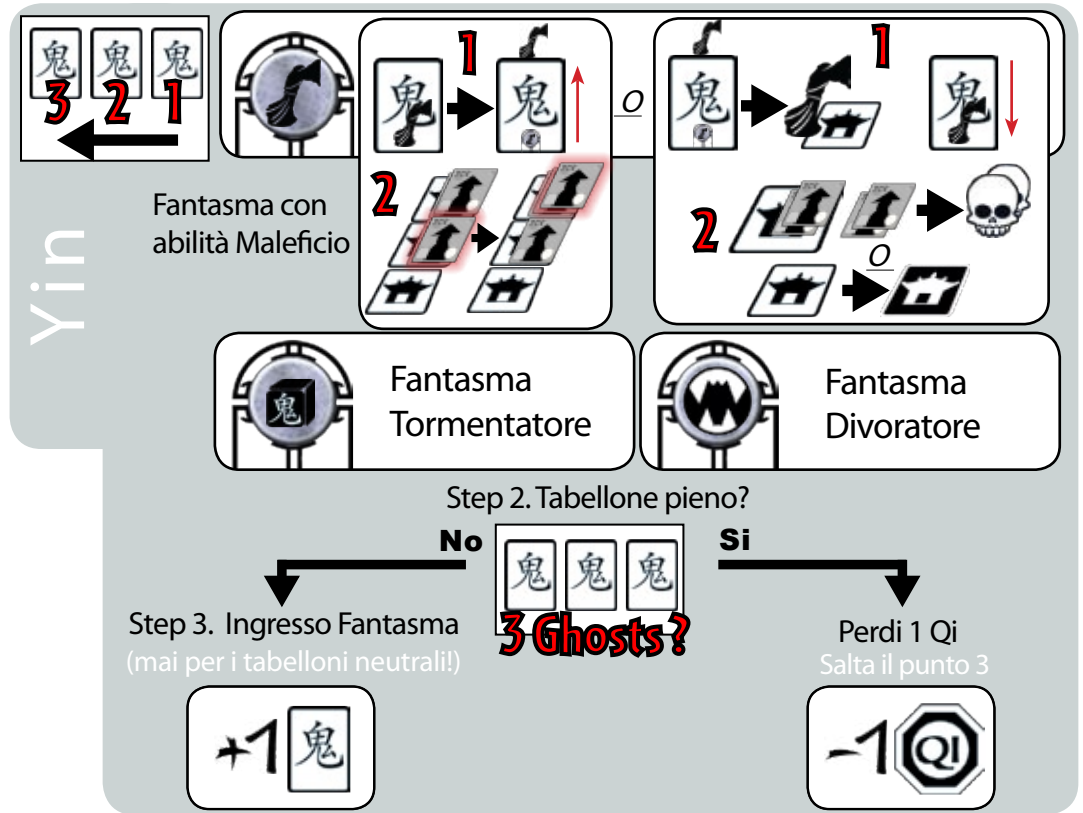 Yin
鬼 鬼 鬼
3 2 1
鬼 1 鬼
O
鬼 1 鬼
2
2
O
Fantasma con
abilità Maleficio
鬼
Fantasma
Tormentatore
Fantasma
Divoratore
Step 2. Tabellone pieno?
No
鬼 鬼 鬼
Si
3 Ghosts ?
Step 3. Ingresso Fantasma
(mai per i tabelloni neutrali!)
+1 鬼
Perdi 1 Qi
Salta il punto 3
-1 QI